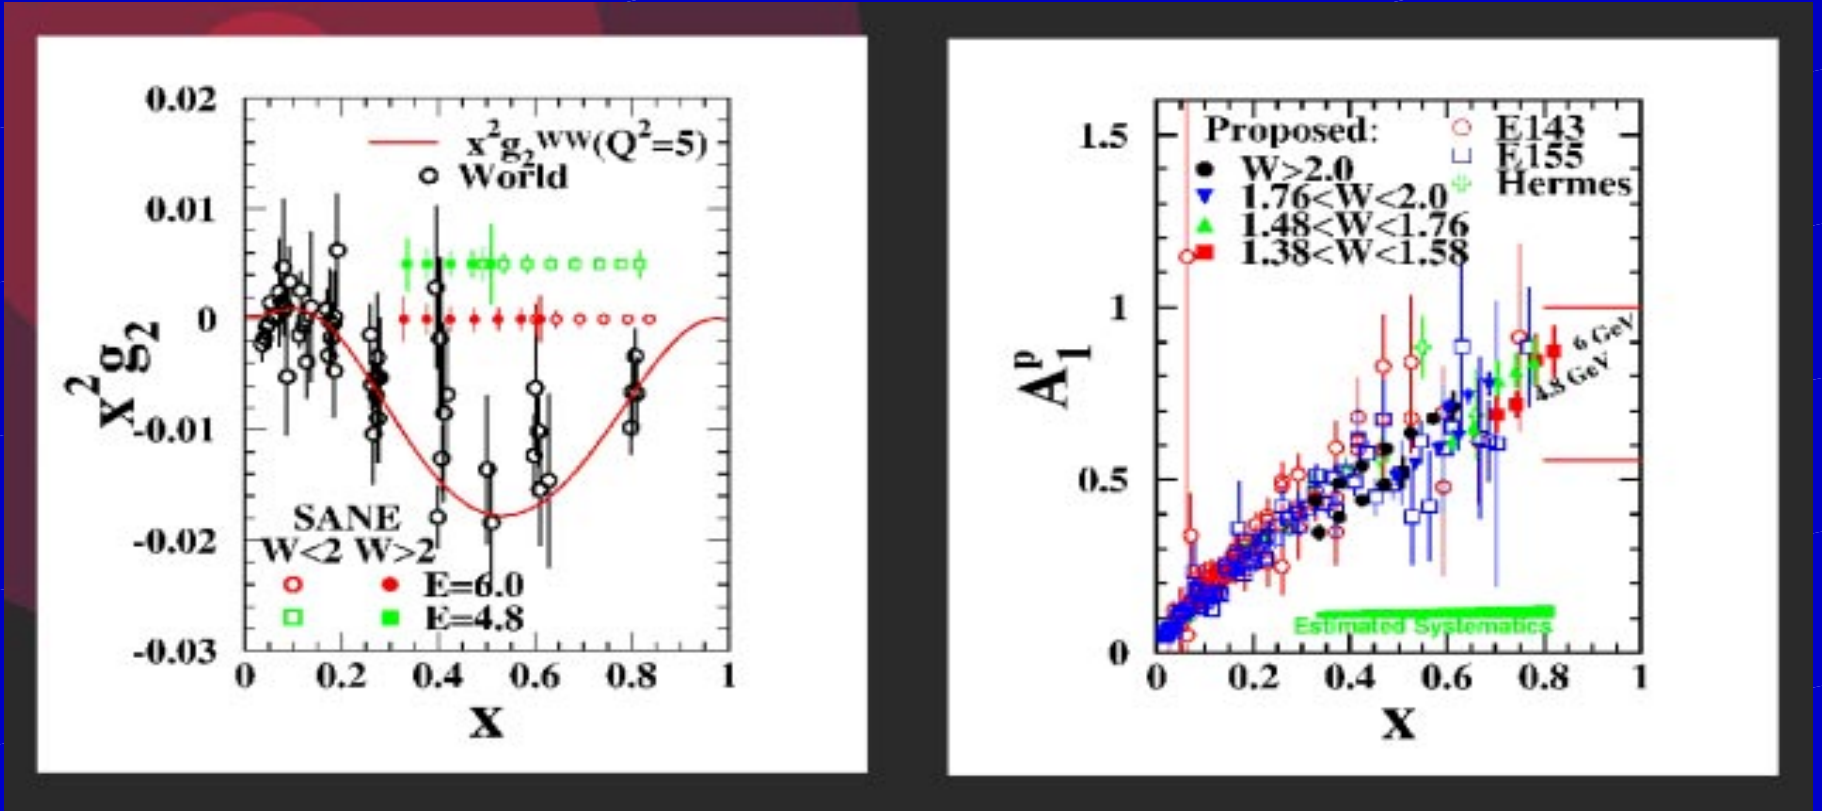 0.02
0.01
0
-0.01
-0.02
-0.03
x²g₂
x²g₂ᵂᵂ(Q²=5)
World
SANE
W<2 W>2
E=6.0
E=4.8
0 0.2 0.4 0.6 0.8 1
x
1.5
1
0.5
0
A₁ᵖ
Proposed:
W>2.0
1.76<W<2.0
1.48<W<1.76
1.38<W<1.58
E143
E155
Hermes
6 GeV
4.8 GeV
Estimated Systematics
0 0.2 0.4 0.6 0.8 1
x